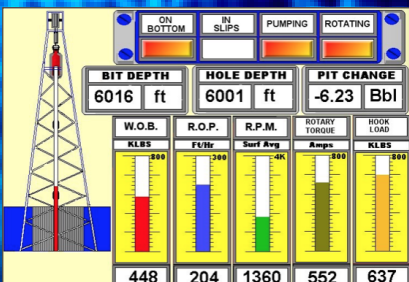 ON BOTTOM
IN SLIPS
PUMPING
ROTATING
BIT DEPTH
6016 ft
HOLE DEPTH
6001 ft
PIT CHANGE
-6.23 Bbl
W.O.B.
KLBS
800
448
R.O.P.
Ft/Hr
300
204
R.P.M.
Surf Avg
4K
1360
ROTARY TORQUE
Amps
800
552
HOOK LOAD
KLBS
800
637